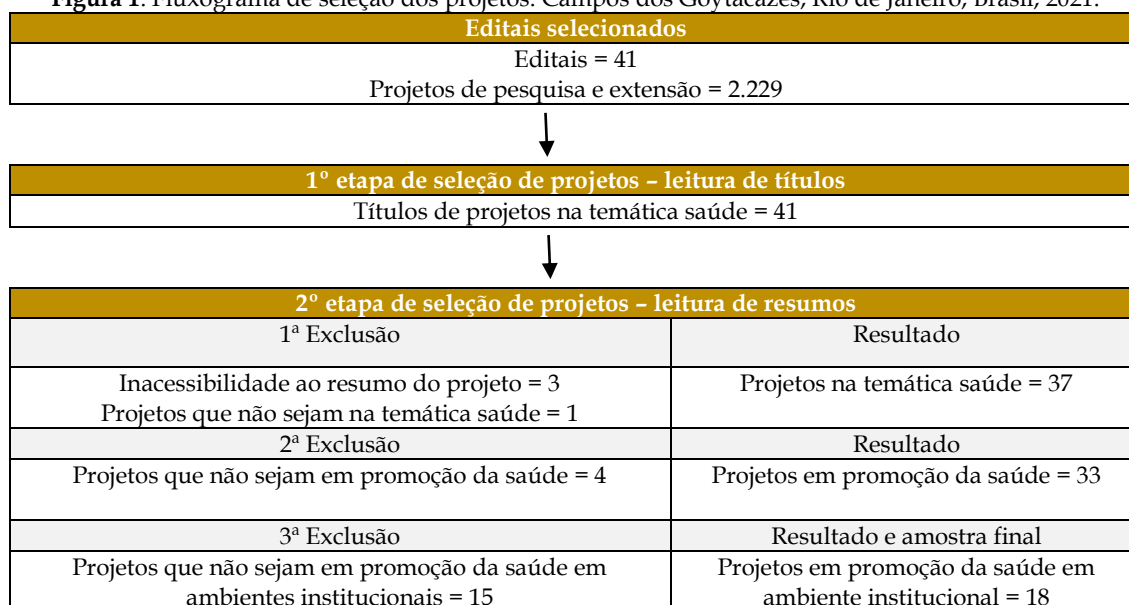 Figura 1. Fluxograma de seleção dos projetos. Campos dos Goytacazes, Rio de Janeiro, Brasil, 2021.
Editais selecionados
Editais = 41
Projetos de pesquisa e extensão = 2.229
1º etapa de seleção de projetos – leitura de títulos
Títulos de projetos na temática saúde = 41
2º etapa de seleção de projetos – leitura de resumos
1ª Exclusão
Resultado
Inacessibilidade ao resumo do projeto = 3
Projetos que não sejam na temática saúde = 1
Projetos na temática saúde = 37
2ª Exclusão
Resultado
Projetos que não sejam em promoção da saúde = 4
Projetos em promoção da saúde = 33
3ª Exclusão
Resultado e amostra final
Projetos que não sejam em promoção da saúde em
ambientes institucionais = 15
Projetos em promoção da saúde em
ambiente institucional = 18